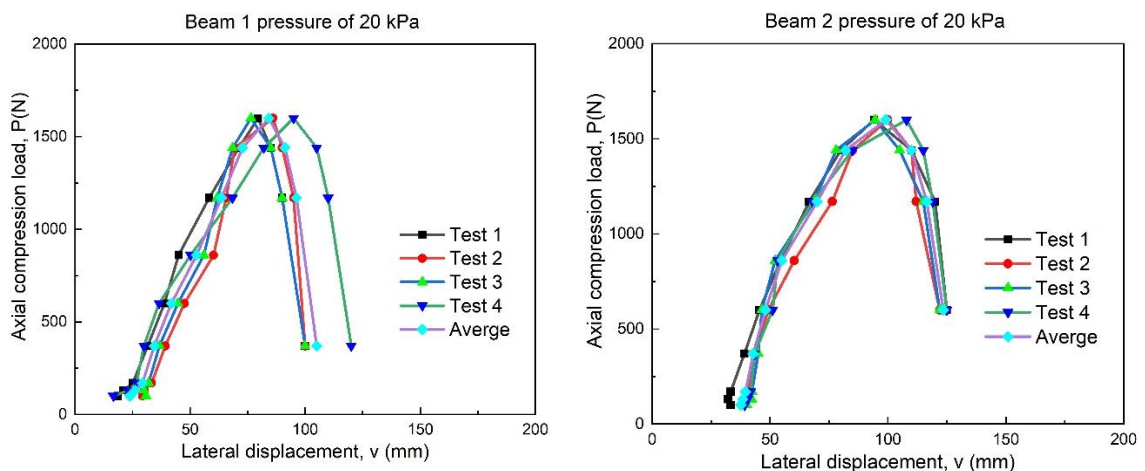 Beam 1 pressure of 20 kPa
2000
1500
1000
500
0
0
50
100
150
200
Axial compression load, P(N)
Lateral displacement, v (mm)
Test 1
Test 2
Test 3
Test 4
Averge
Beam 2 pressure of 20 kPa
2000
1500
1000
500
0
0
50
100
150
200
Axial compression load, P(N)
Lateral displacement, v (mm)
Test 1
Test 2
Test 3
Test 4
Averge